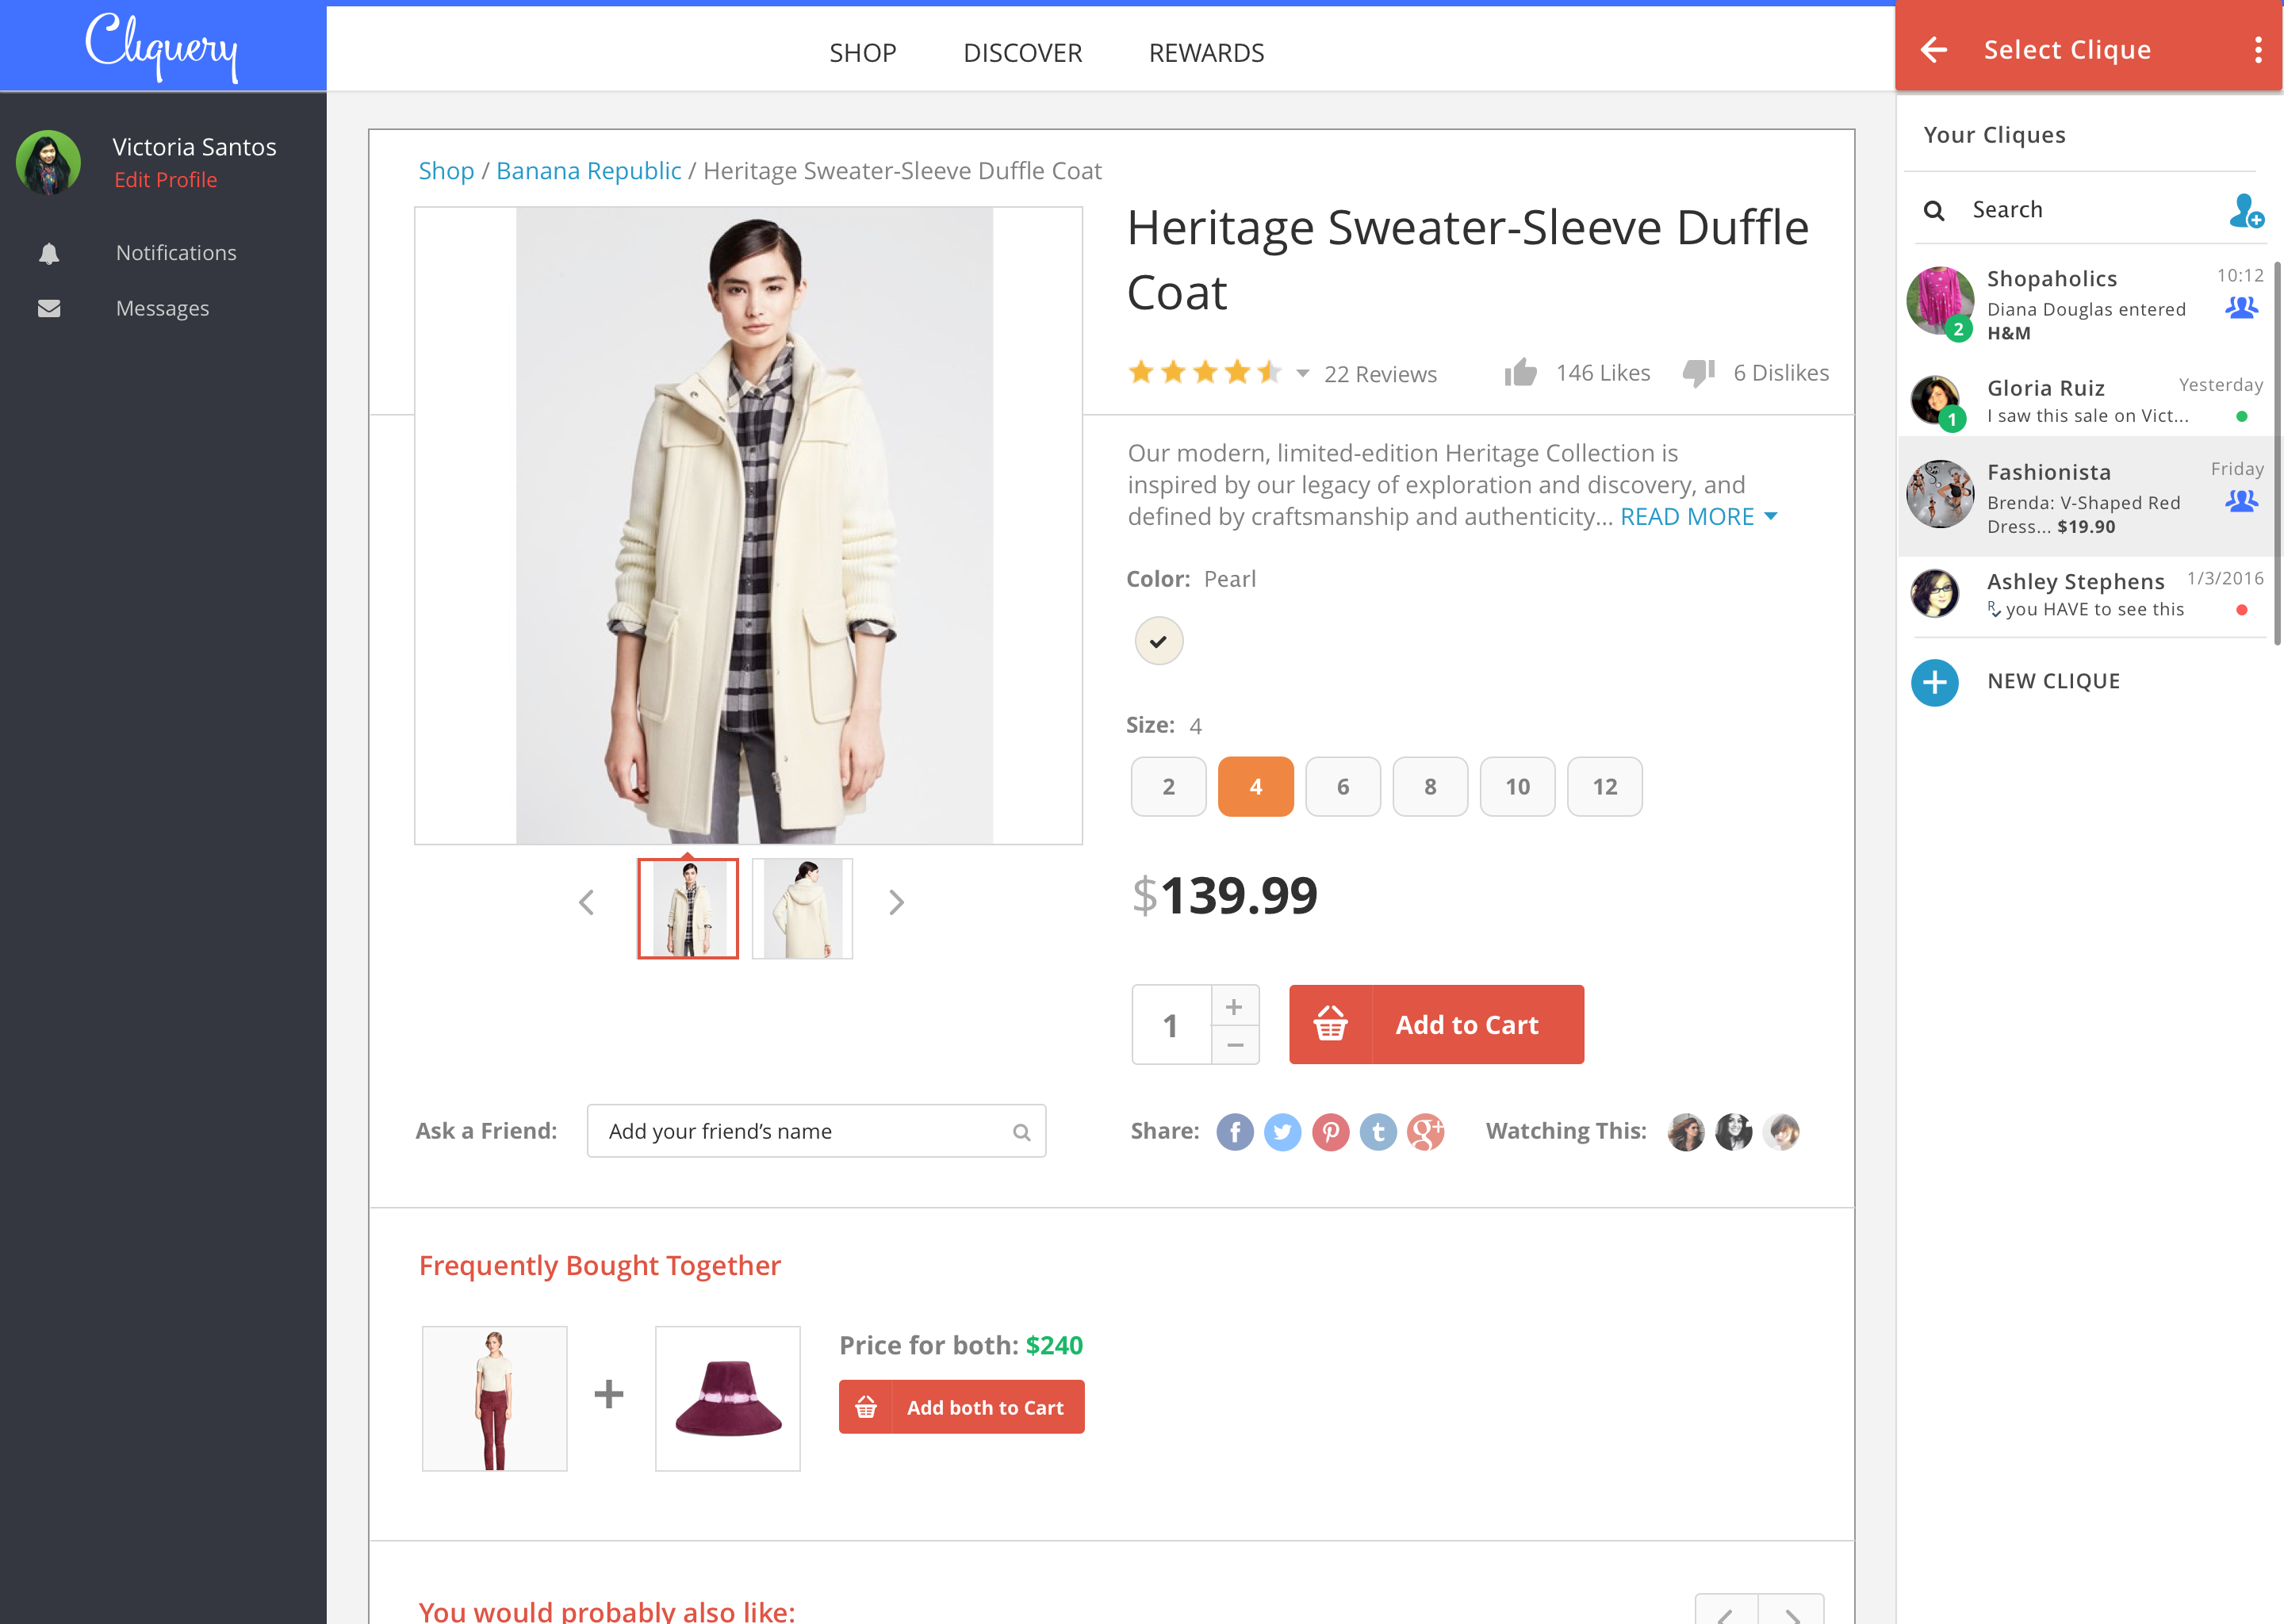 Cliquery
SHOP DISCOVER REWARDS
Select Clique
Victoria Santos
Edit Profile
Notifications
Messages
Shop / Banana Republic / Heritage Sweater-Sleeve Duffle Coat
Heritage Sweater-Sleeve Duffle
Coat
22 Reviews 146 Likes 6 Dislikes
Our modern, limited-edition Heritage Collection is
inspired by our legacy of exploration and discovery, and
defined by craftsmanship and authenticity... READ MORE
Color: Pearl
Size: 4
2 4 6 8 10 12
$139.99
1 + −
Add to Cart
Ask a Friend: Add your friend’s name
Share: f t g+ Watching This:
Frequently Bought Together
+
Price for both: $240
Add both to Cart
You would probably also like:
Your Cliques
Search
Shopaholics 10:12
Diana Douglas entered
H&M
2
Gloria Ruiz Yesterday
I saw this sale on Vict...
1
Fashionista Friday
Brenda: V-Shaped Red
Dress... $19.90
Ashley Stephens 1/3/2016
R you HAVE to see this
NEW CLIQUE